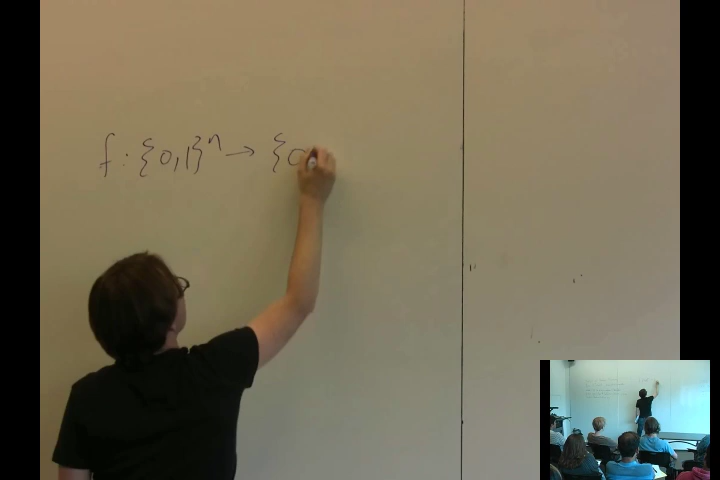 f : {0,1}ⁿ → {0